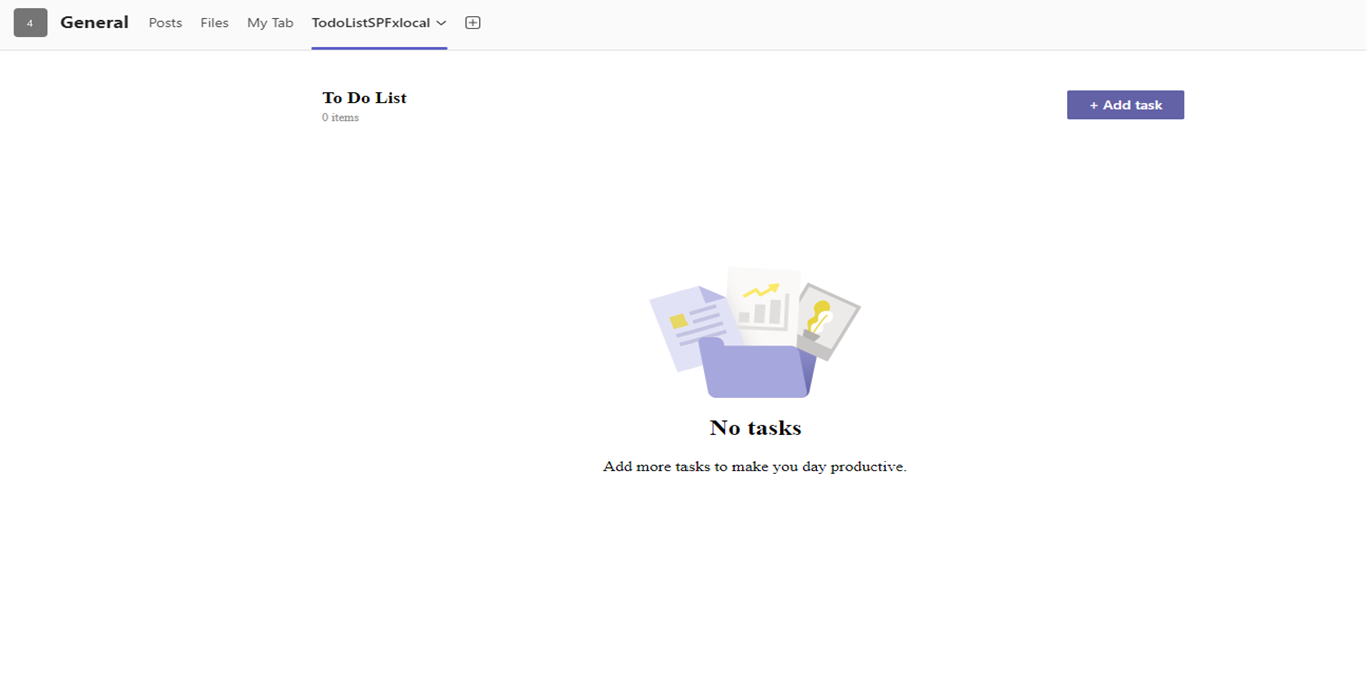 4 General Posts Files My Tab TodoListSPFxlocal
To Do List
0 items
+ Add task
No tasks
Add more tasks to make you day productive.